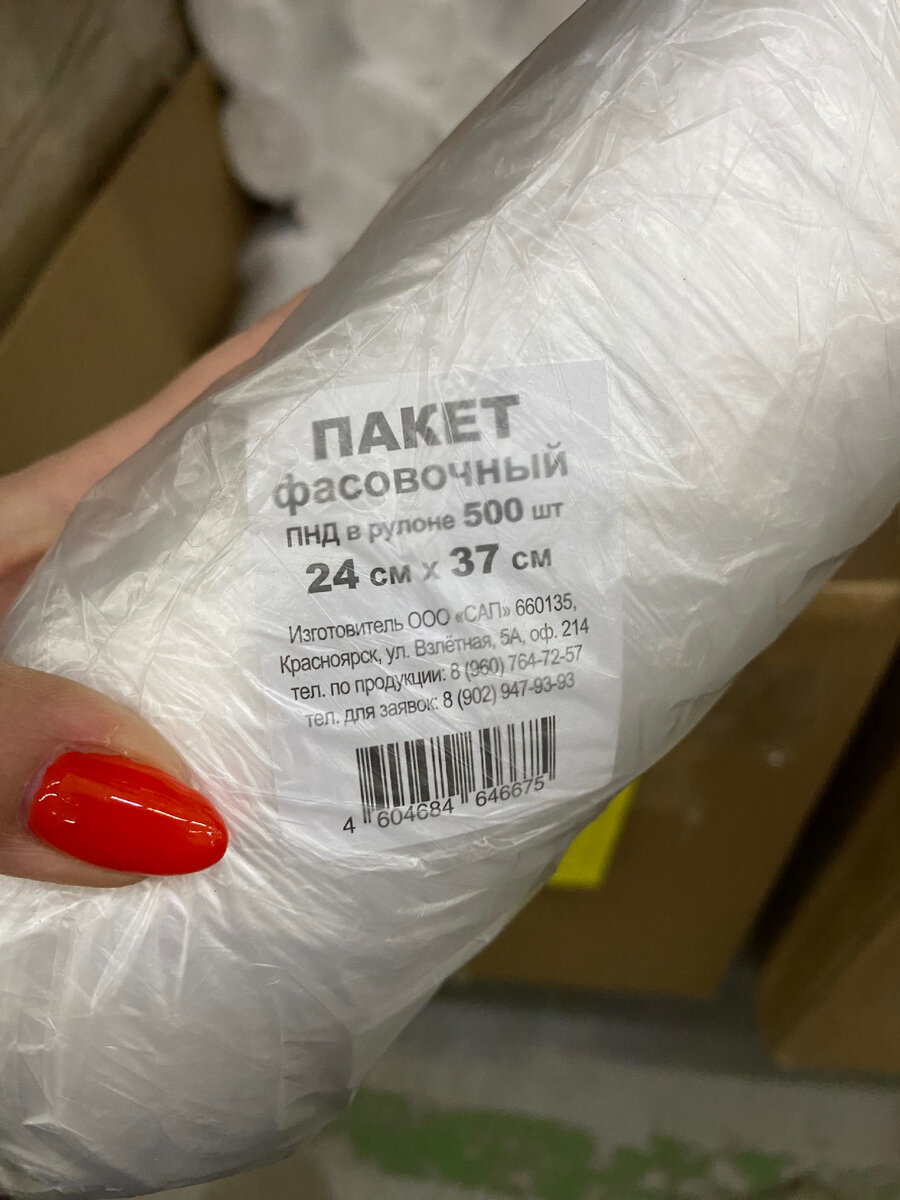 ПАКЕТ
фасовочный
ПНД в рулоне 500 шт
24 см х 37 см
Изготовитель ООО «САП» 660135,
Красноярск, ул. Взлётная, 5А, оф. 214
тел. по продукции: 8 (960) 764-72-57
тел. для заявок: 8 (902) 947-93-93
4 604684 646675